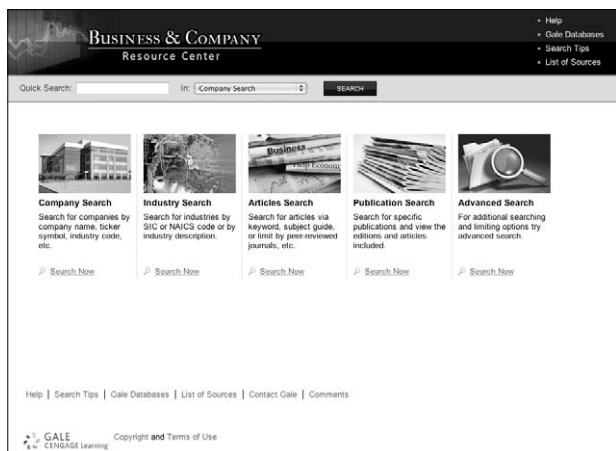 BUSINESS & COMPANY
Resource Center
Help
Gale Databases
Search Tips
List of Sources
Quick Search:
In:
Company Search
SEARCH
Business
Help Economy
Company Search
Search for companies by
company name, ticker
symbol, industry code,
etc.
Search Now
Industry Search
Search for industries by
SIC or NAICS code or by
industry description.
Search Now
Articles Search
Search for articles via
keyword, subject guide,
or limit by peer-reviewed
journals, etc.
Search Now
Publication Search
Search for specific
publications and view the
editions and articles
included.
Search Now
Advanced Search
For additional searching
and limiting options try
advanced search.
Search Now
Help | Search Tips | Gale Databases | List of Sources | Contact Gale | Comments
GALE
CENGAGE Learning
Copyright and Terms of Use